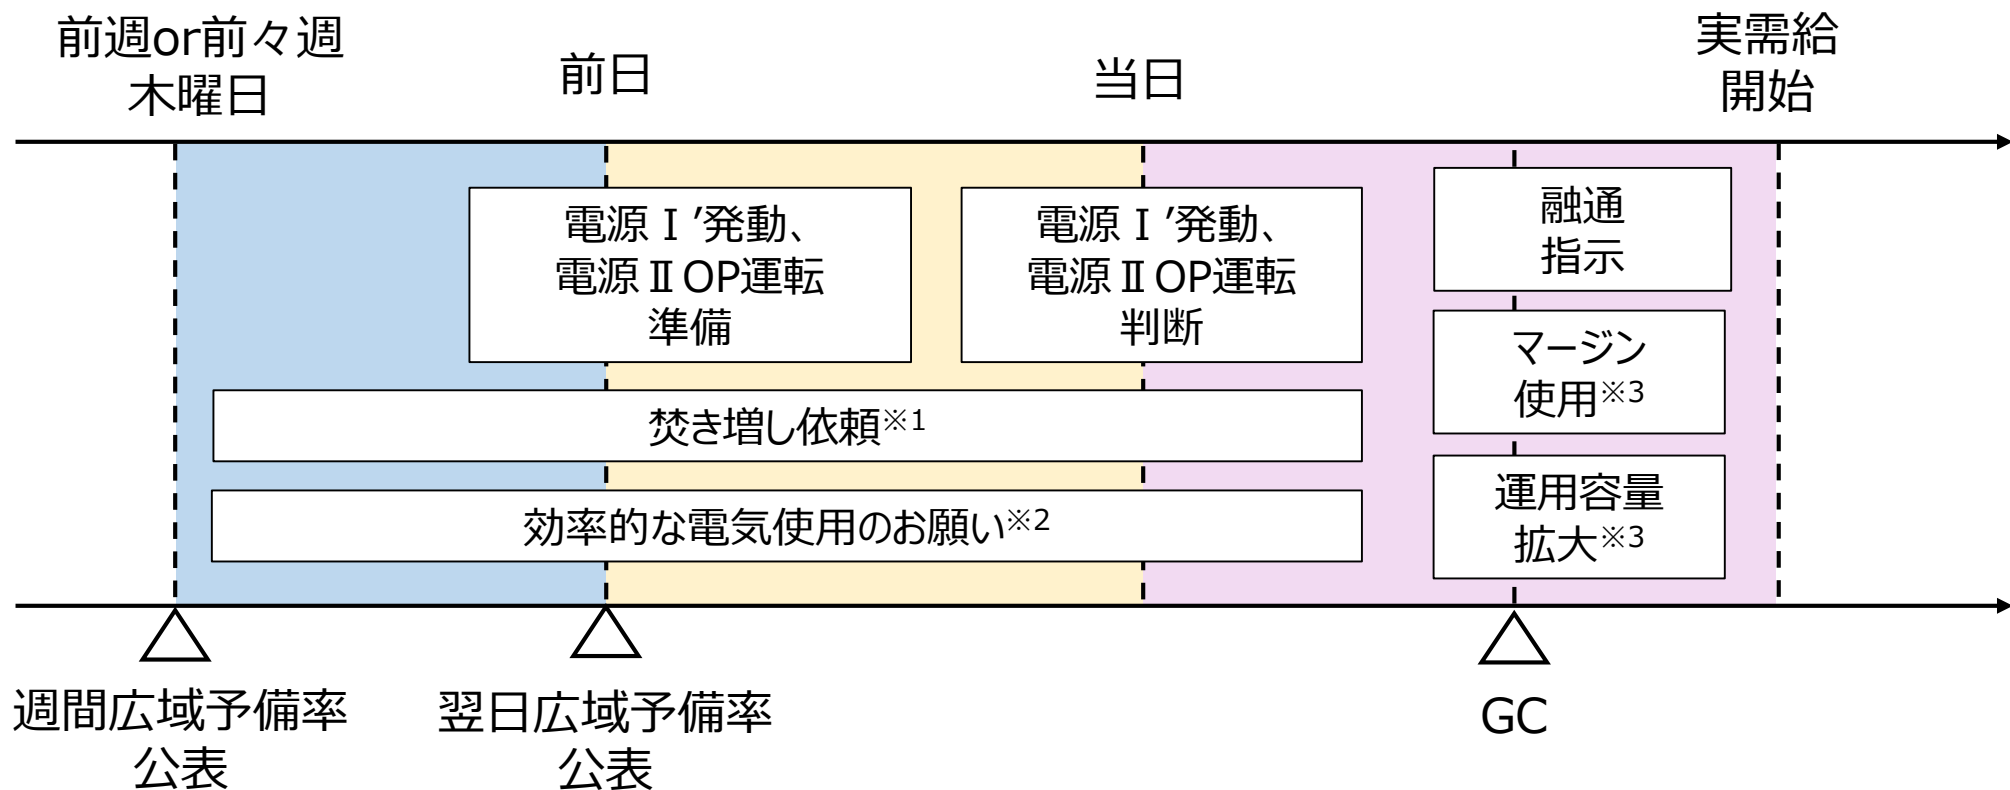 前週or前々週
木曜日
前日
当日
実需給
開始
電源Ⅰ′発動、
電源ⅡOP運転
準備
電源Ⅰ′発動、
電源ⅡOP運転
判断
融通
指示
マージン
使用※3
焚き増し依頼※1
運用容量
拡大※3
効率的な電気使用のお願い※2
週間広域予備率
公表
翌日広域予備率
公表
GC